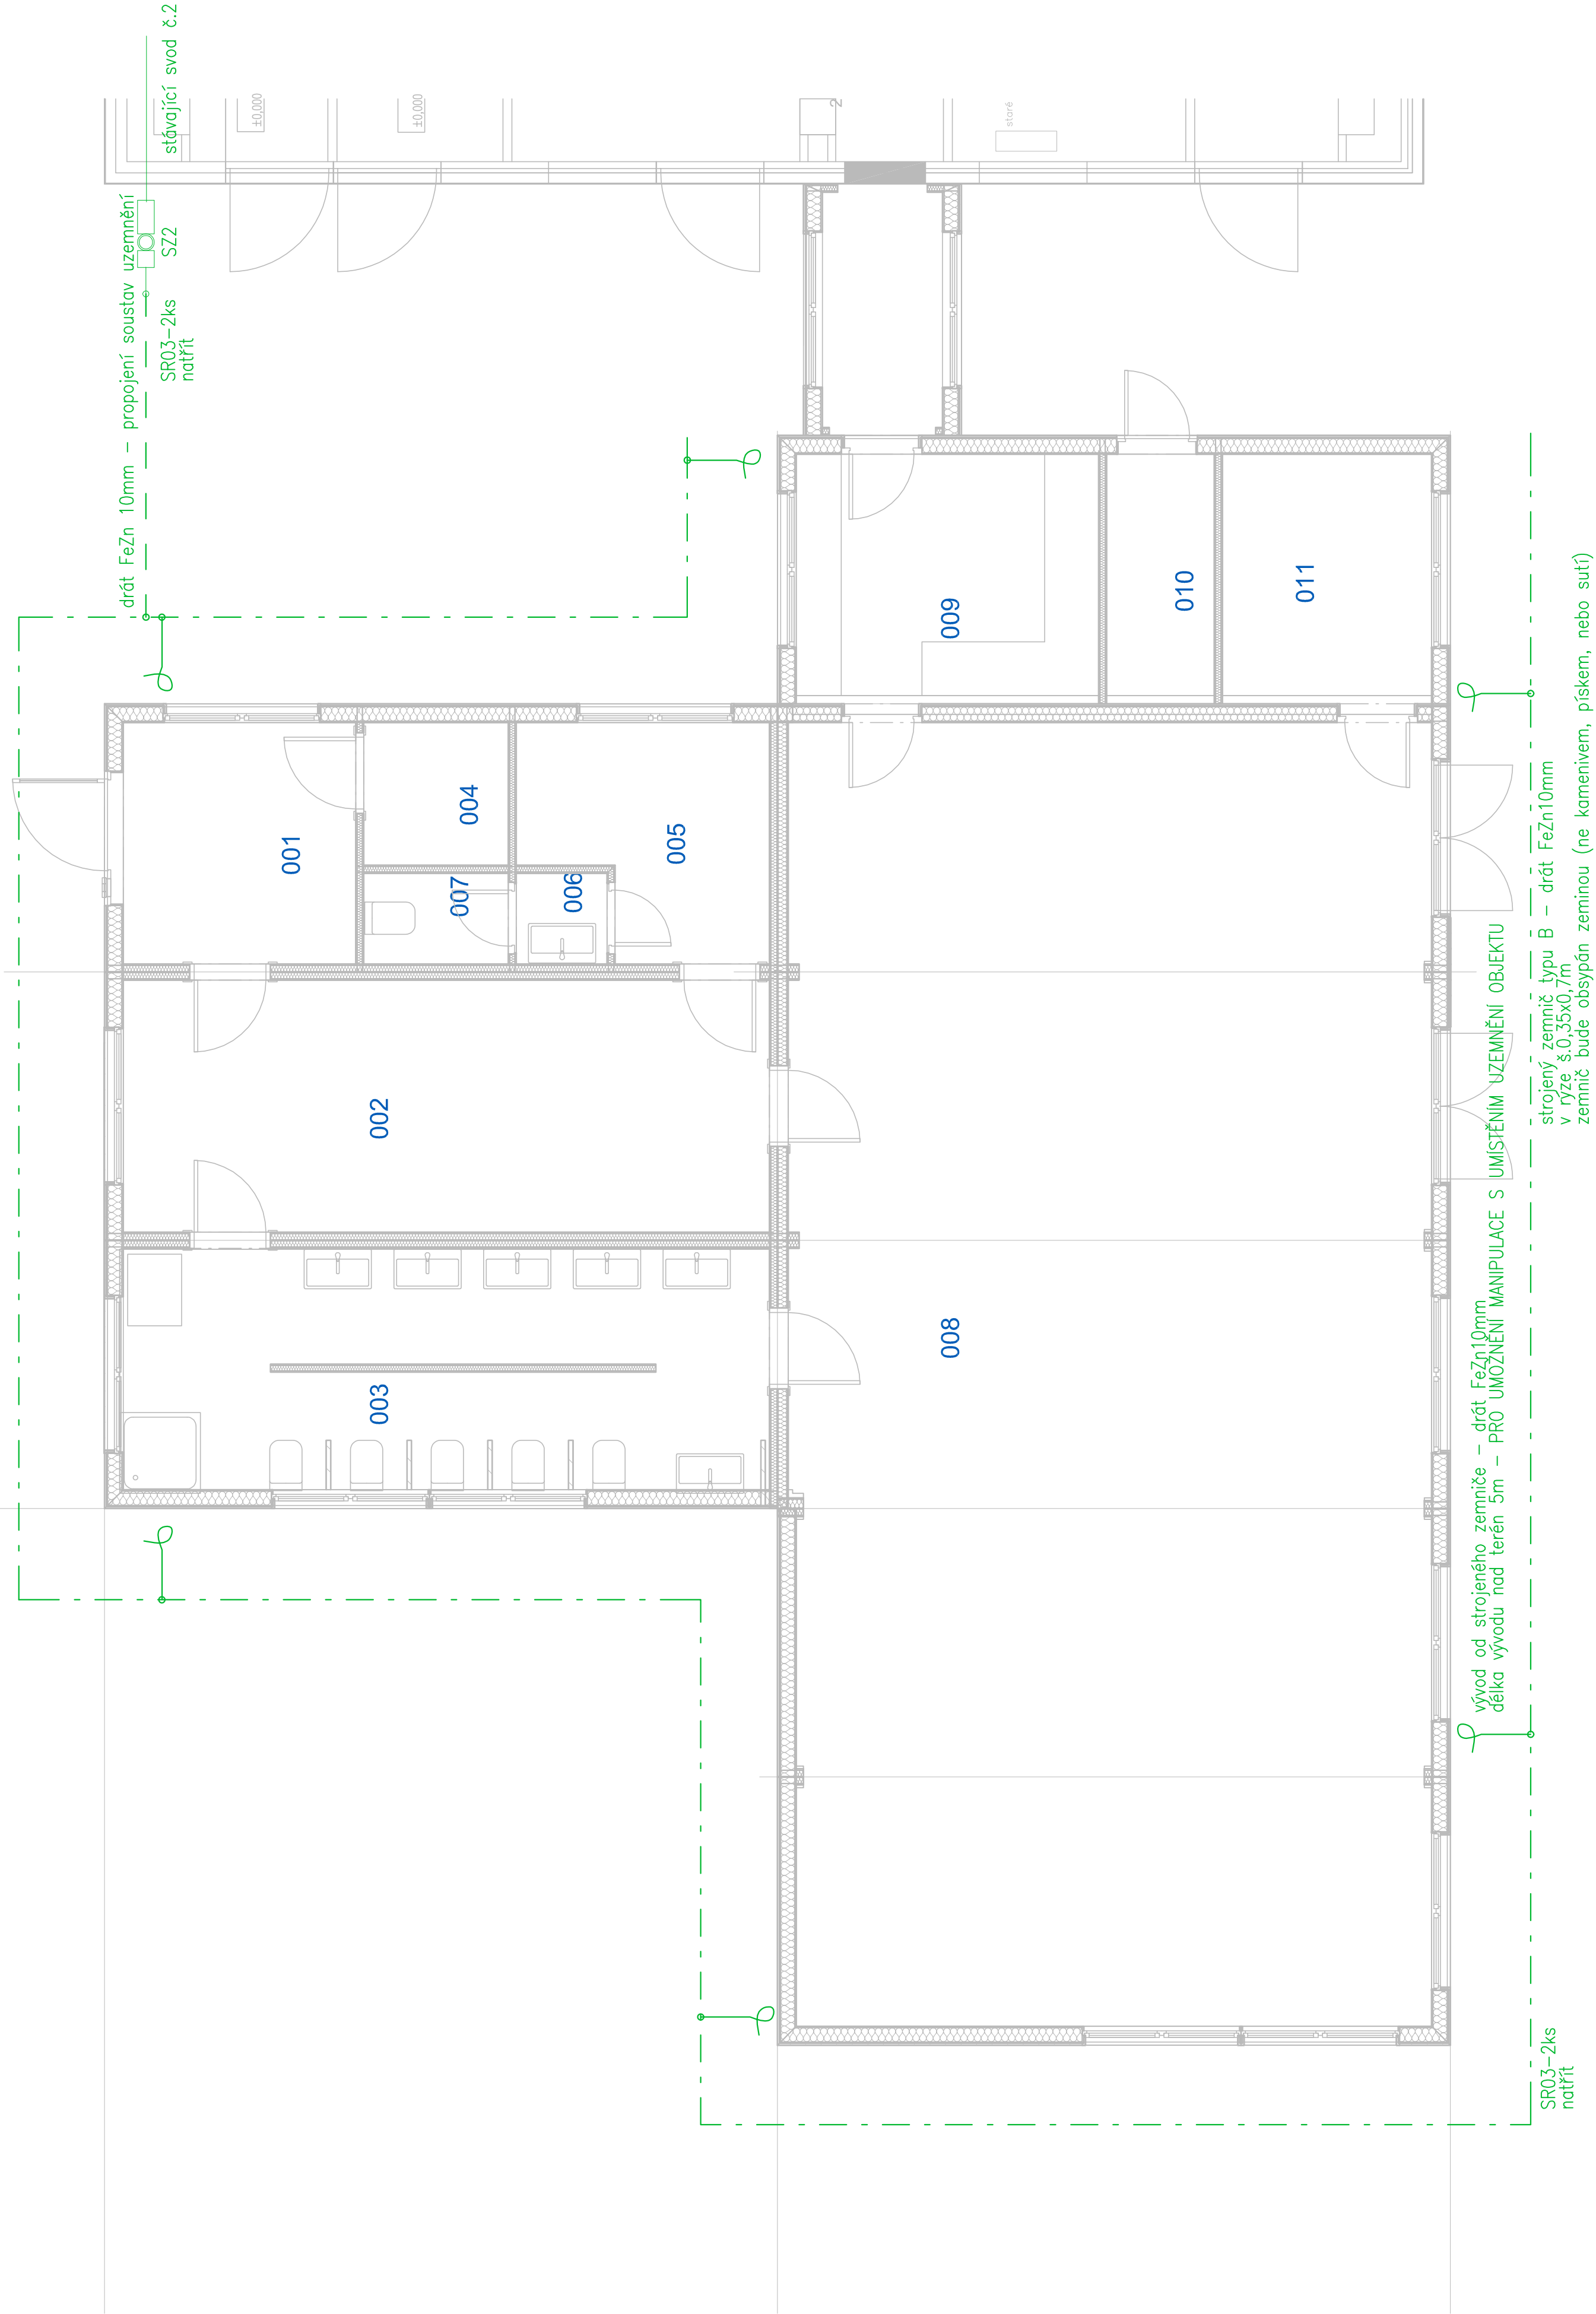 stávající svod č.2
drát FeZn 10mm – propojení soustav uzemnění
SZ2
SR03–2ks
natřít
±0,000
±0,000
2
staré
001
002
003
004
005
006
007
008
009
010
011
vývod od strojeného zemniče – drát FeZn10mm
délka vývodu nad terén 5m – PRO UMOŽNĚNÍ MANIPULACE S UMÍSTĚNÍM UZEMNĚNÍ OBJEKTU
strojený zemnič typu B – drát FeZn10mm
v rýze š.0,35x0,7m
zemnič bude obsypán zeminou (ne kamenivem, pískem, nebo sutí)
SR03–2ks
natřít